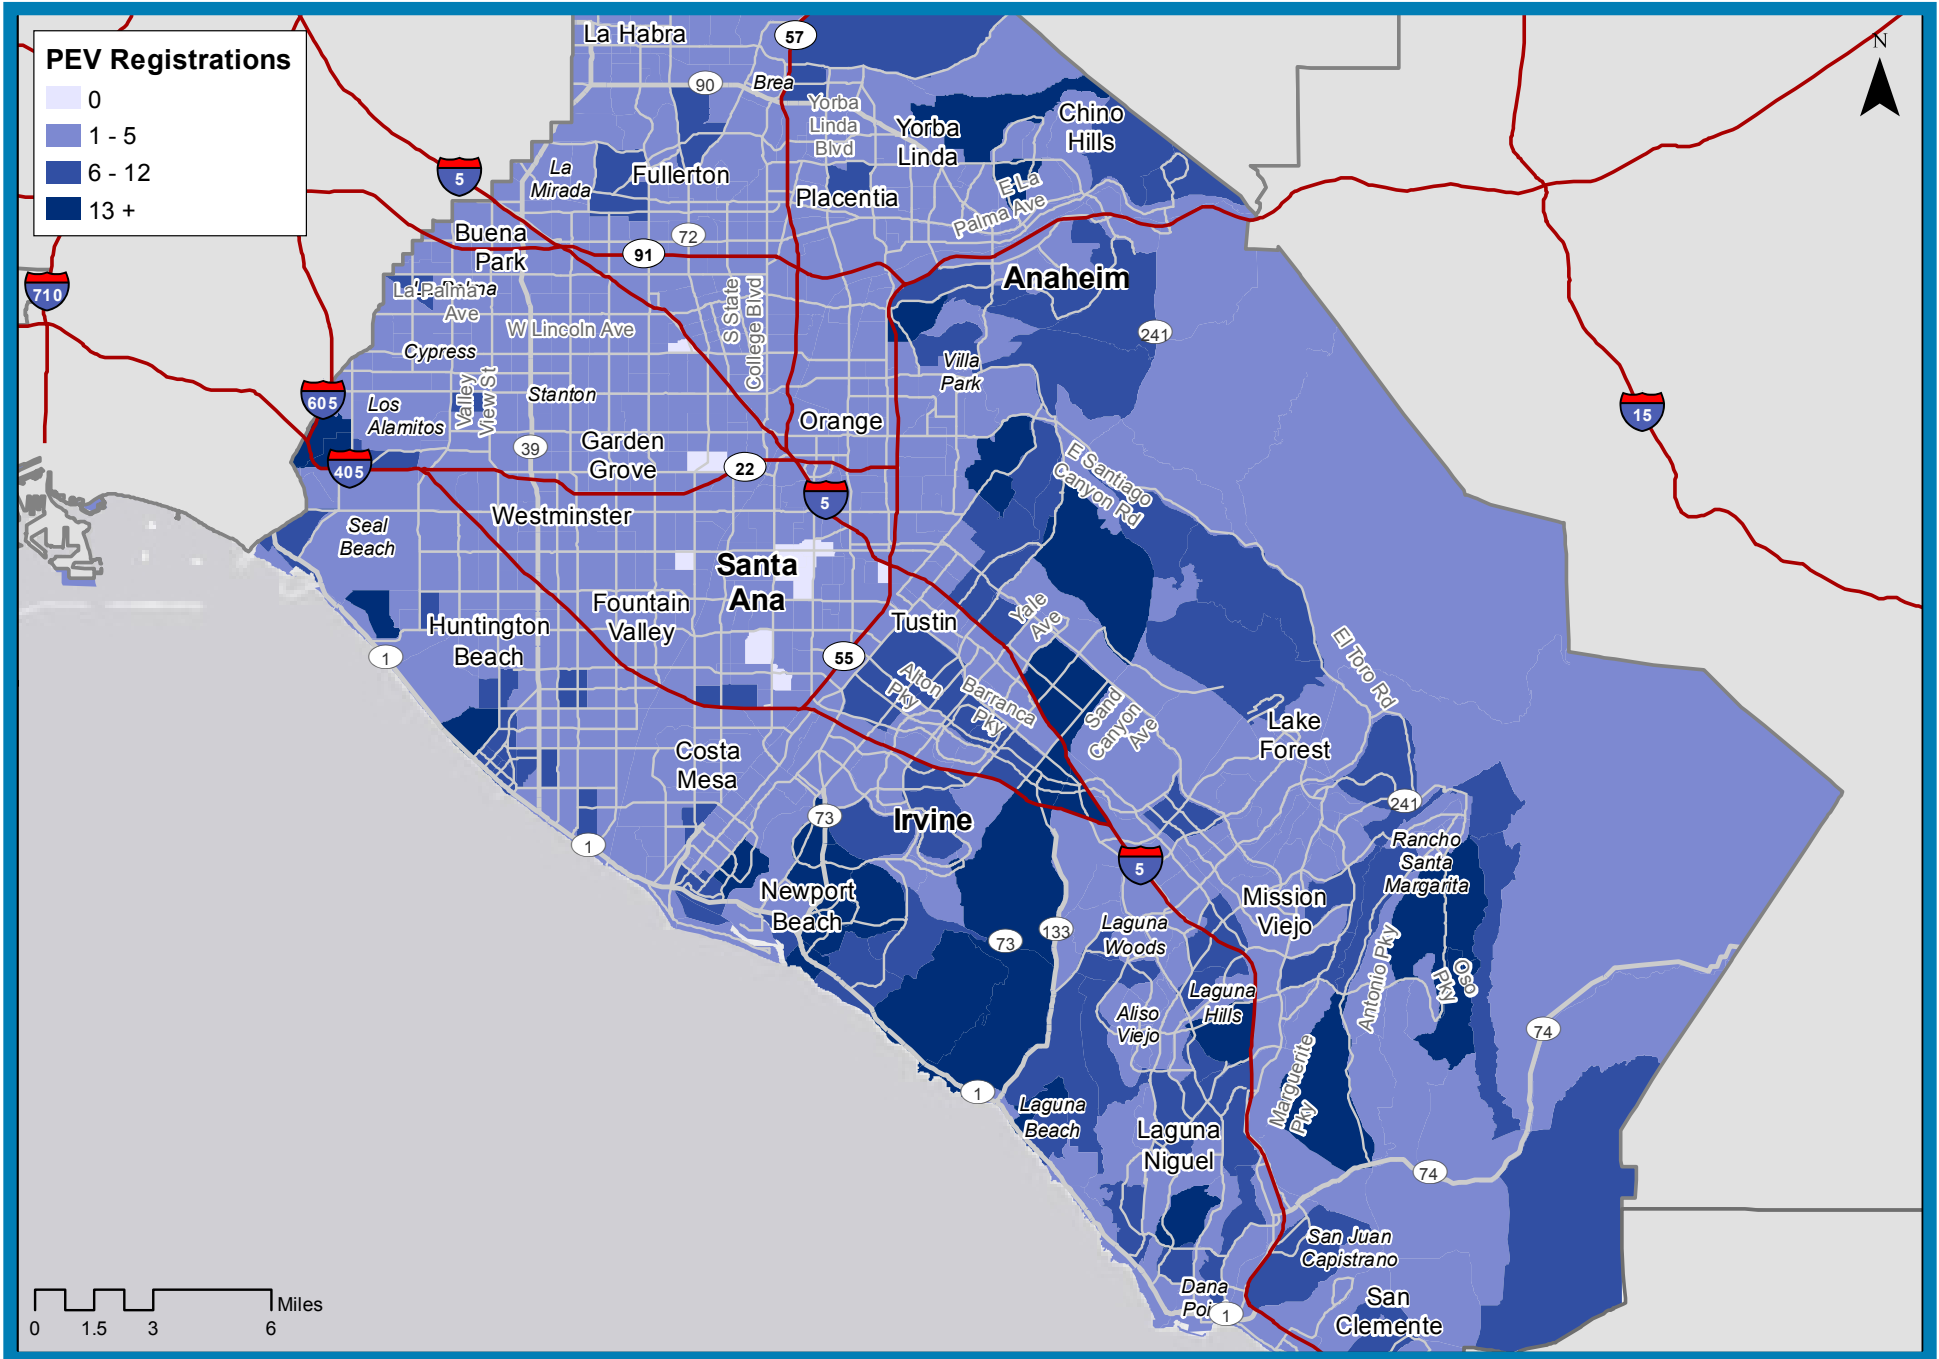 PEV Registrations
0
1 - 5
6 - 12
13 +
N
La Habra
57
90
Brea
Yorba
Linda
Blvd
Yorba
Linda
Chino
Hills
5
La
Mirada
Fullerton
Placentia
E La
Palma Ave
Buena
Park
72
91
710
La Palma
Ave
Anaheim
W Lincoln Ave
S State
College Blvd
241
Cypress
Villa
Park
605
Los
Alamitos
Valley
View St
Stanton
15
Orange
39
Garden
Grove
405
22
E Santiago
Canyon Rd
5
Seal
Beach
Westminster
Santa
Ana
Huntington
Beach
Fountain
Valley
Tustin
Yale
Ave
1
55
El Toro Rd
Alton
Pky
Barranca
Pky
Sand
Canyon
Ave
Lake
Forest
Costa
Mesa
73
Irvine
241
1
Rancho
Santa
Margarita
5
Newport
Beach
Mission
Viejo
73
133
Laguna
Woods
Antonio Pky
Oso
Pky
Laguna
Hills
Aliso
Viejo
74
Marguerite
Pky
1
Laguna
Beach
Laguna
Niguel
74
San Juan
Capistrano
Dana
1
San
Clemente
Miles
0 1.5 3 6